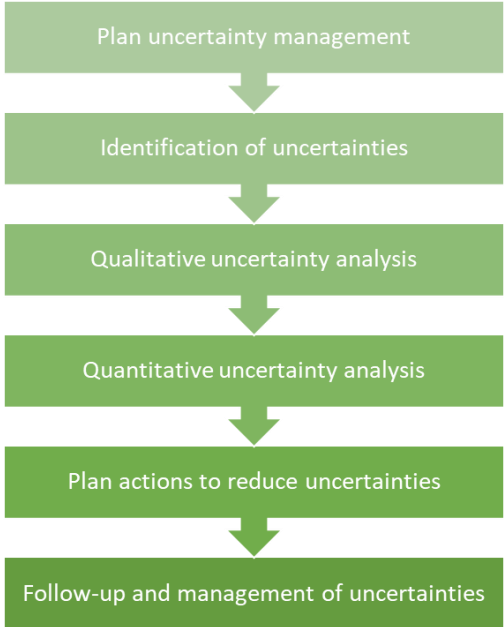 Plan uncertainty management
Identification of uncertainties
Qualitative uncertainty analysis
Quantitative uncertainty analysis
Plan actions to reduce uncertainties
Follow-up and management of uncertainties